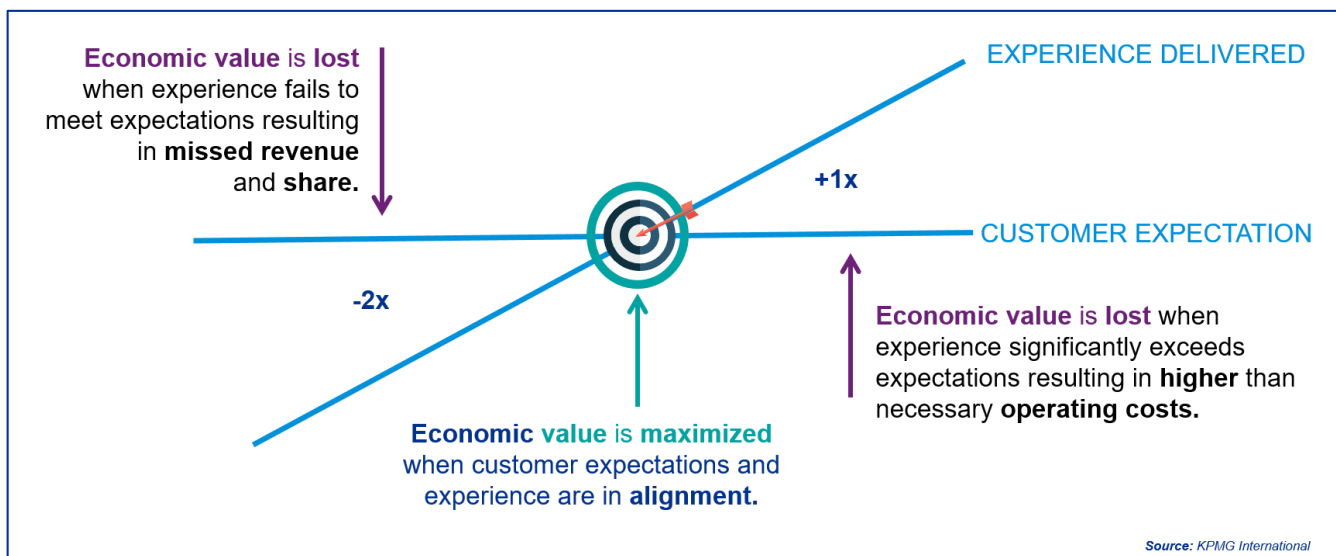 Economic value is lost
when experience fails to
meet expectations resulting
in missed revenue
and share.
EXPERIENCE DELIVERED
+1x
CUSTOMER EXPECTATION
-2x
Economic value is lost when
experience significantly exceeds
expectations resulting in higher than
necessary operating costs.
Economic value is maximized
when customer expectations and
experience are in alignment.
Source: KPMG International